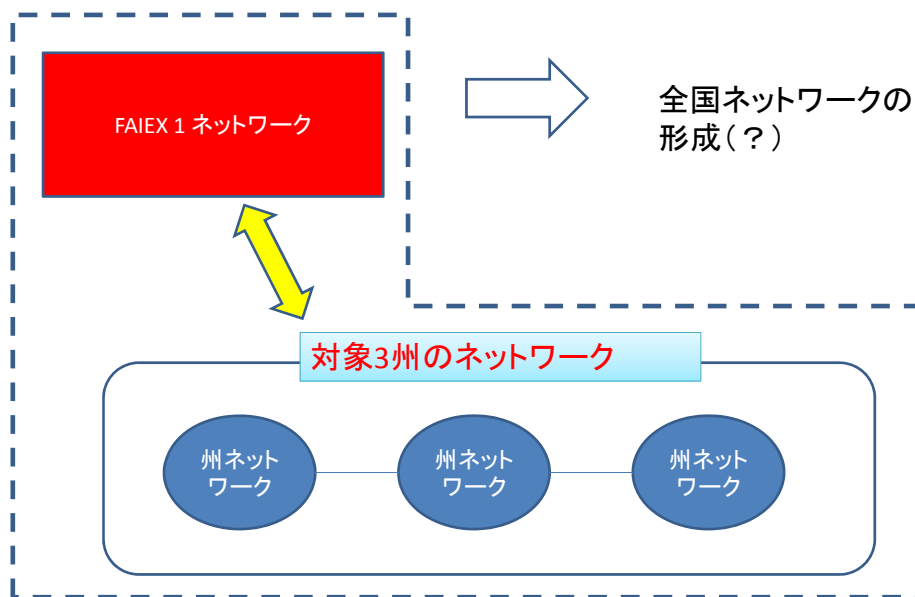 FAIEX 1 ネットワーク
全国ネットワークの
形成（？）
対象3州のネットワーク
州ネット
ワーク
州ネット
ワーク
州ネット
ワーク